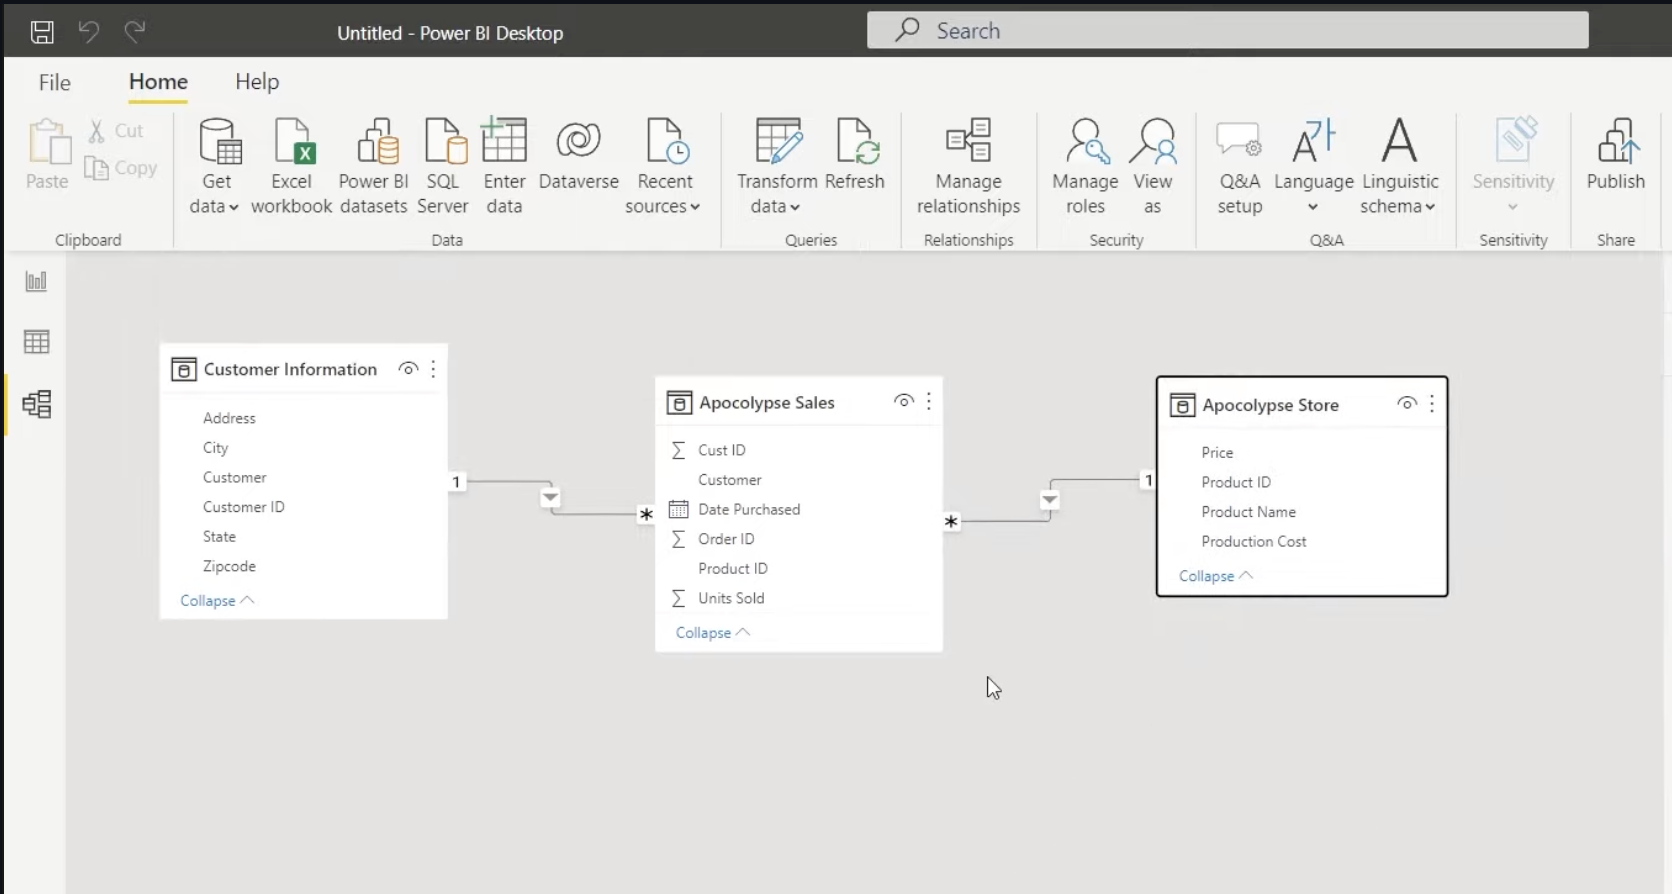 Untitled - Power BI Desktop
Search
File Home Help
Paste
Cut
Copy
Clipboard
Get data
Excel workbook
Power BI datasets
SQL Server
Enter data
Dataverse
Recent sources
Data
Transform data
Refresh
Queries
Manage relationships
Relationships
Manage roles
View as
Security
Q&A setup
Language
Linguistic schema
Q&A
Sensitivity
Sensitivity
Publish
Share
Customer Information
Address
City
Customer
Customer ID
State
Zipcode
Collapse
1
*
Apocolypse Sales
Σ Cust ID
Customer
Date Purchased
Σ Order ID
Product ID
Σ Units Sold
Collapse
*
1
Apocolypse Store
Price
Product ID
Product Name
Production Cost
Collapse